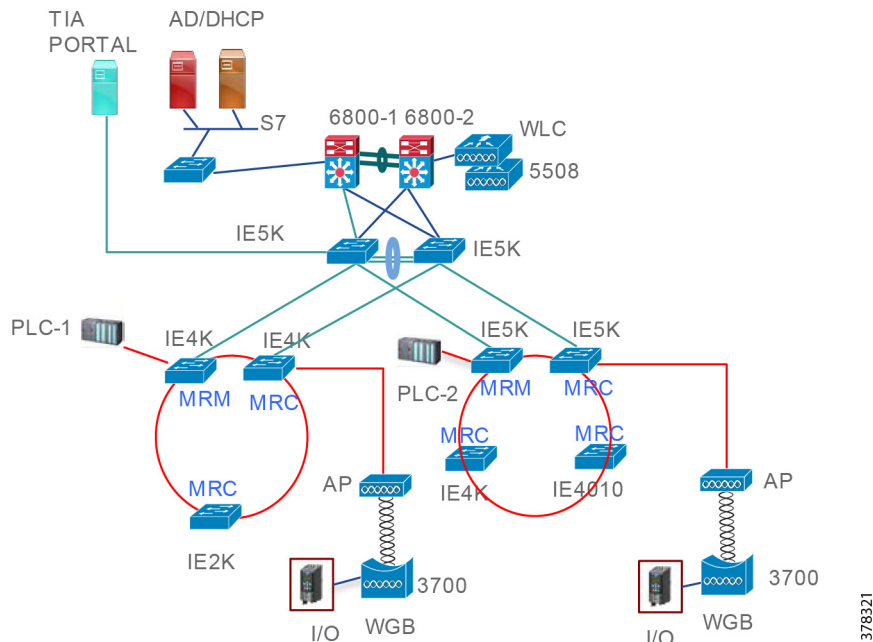 TIA
PORTAL
AD/DHCP
S7
6800-1 6800-2
WLC
5508
IE5K
IE5K
PLC-1
IE4K
IE4K
MRM
MRC
MRC
IE2K
AP
3700
I/O
WGB
IE5K
IE5K
PLC-2
MRM
MRC
MRC
MRC
IE4K
IE4010
AP
3700
I/O
WGB
378321